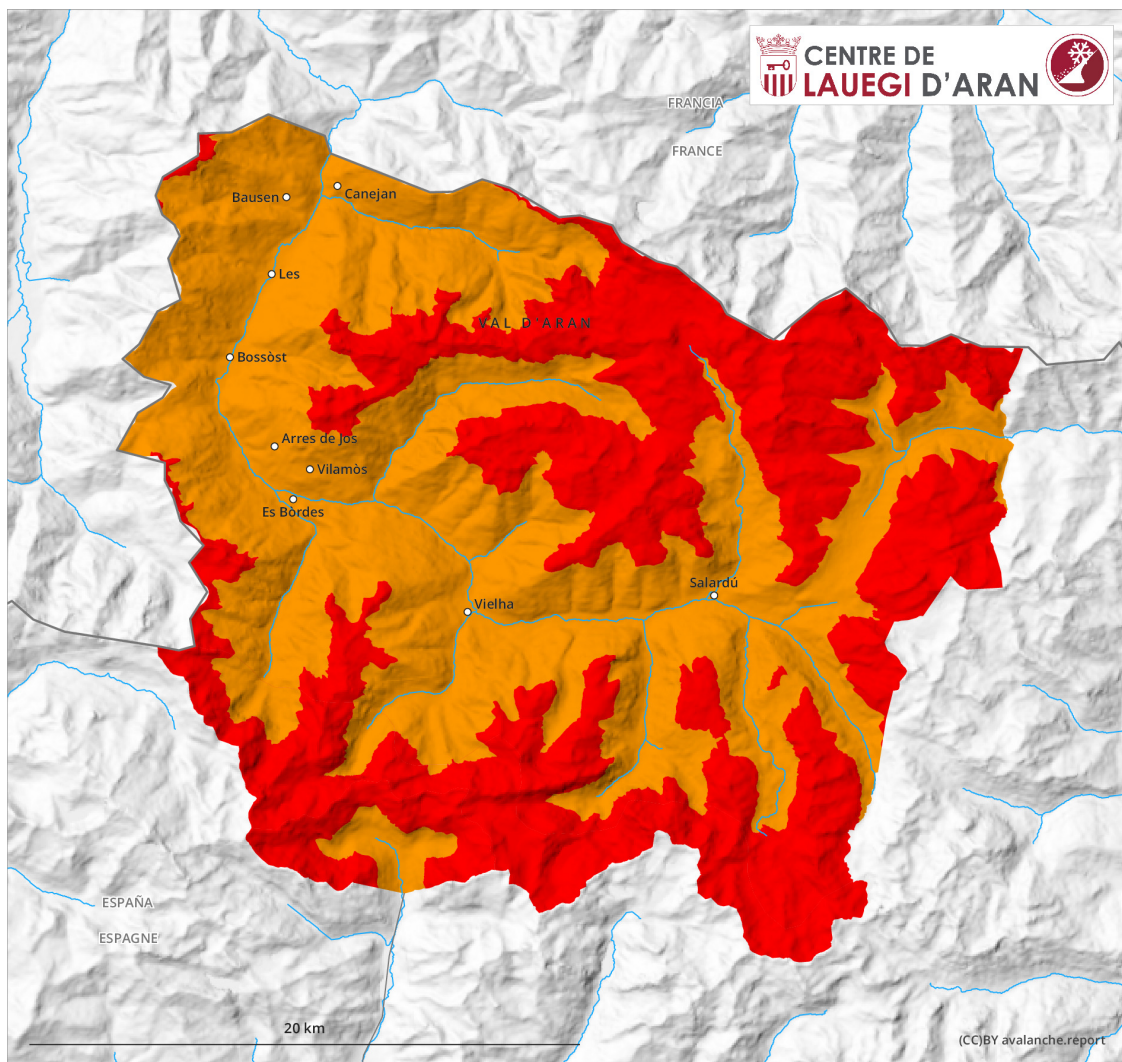 CENTRE DE
LAUEGI D'ARAN
FRANCIA
FRANCE
Bausen
Canejan
Les
VAL D'ARAN
Bossòst
Arres de Jos
Vilamòs
Es Bòrdes
Salardú
Vielha
ESPAÑA
ESPAGNE
20 km
(CC)BY avalanche.report